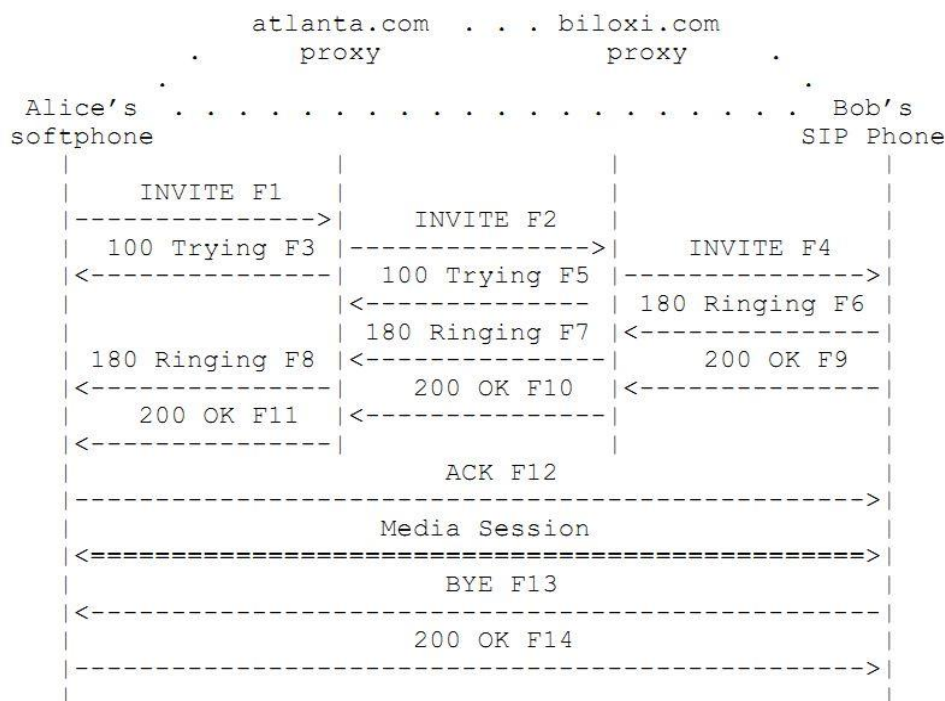 atlanta.com . . . biloxi.com
. proxy proxy .
. .
Alice's . . . . . . . . . . . . . . . . . . . . Bob's
softphone SIP Phone
| | | |
| INVITE F1 | | |
|--------------->| INVITE F2 | |
| 100 Trying F3 |--------------->| INVITE F4 |
|<---------------| 100 Trying F5 |--------------->|
| |<-------------- | 180 Ringing F6 |
| | 180 Ringing F7 |<---------------|
| 180 Ringing F8 |<---------------| 200 OK F9 |
|<---------------| 200 OK F10 |<---------------|
| 200 OK F11 |<---------------| |
|<---------------| | |
| ACK F12 |
|------------------------------------------------->|
| Media Session |
|<================================================>|
| BYE F13 |
|<-------------------------------------------------|
| 200 OK F14 |
|------------------------------------------------->|
| |